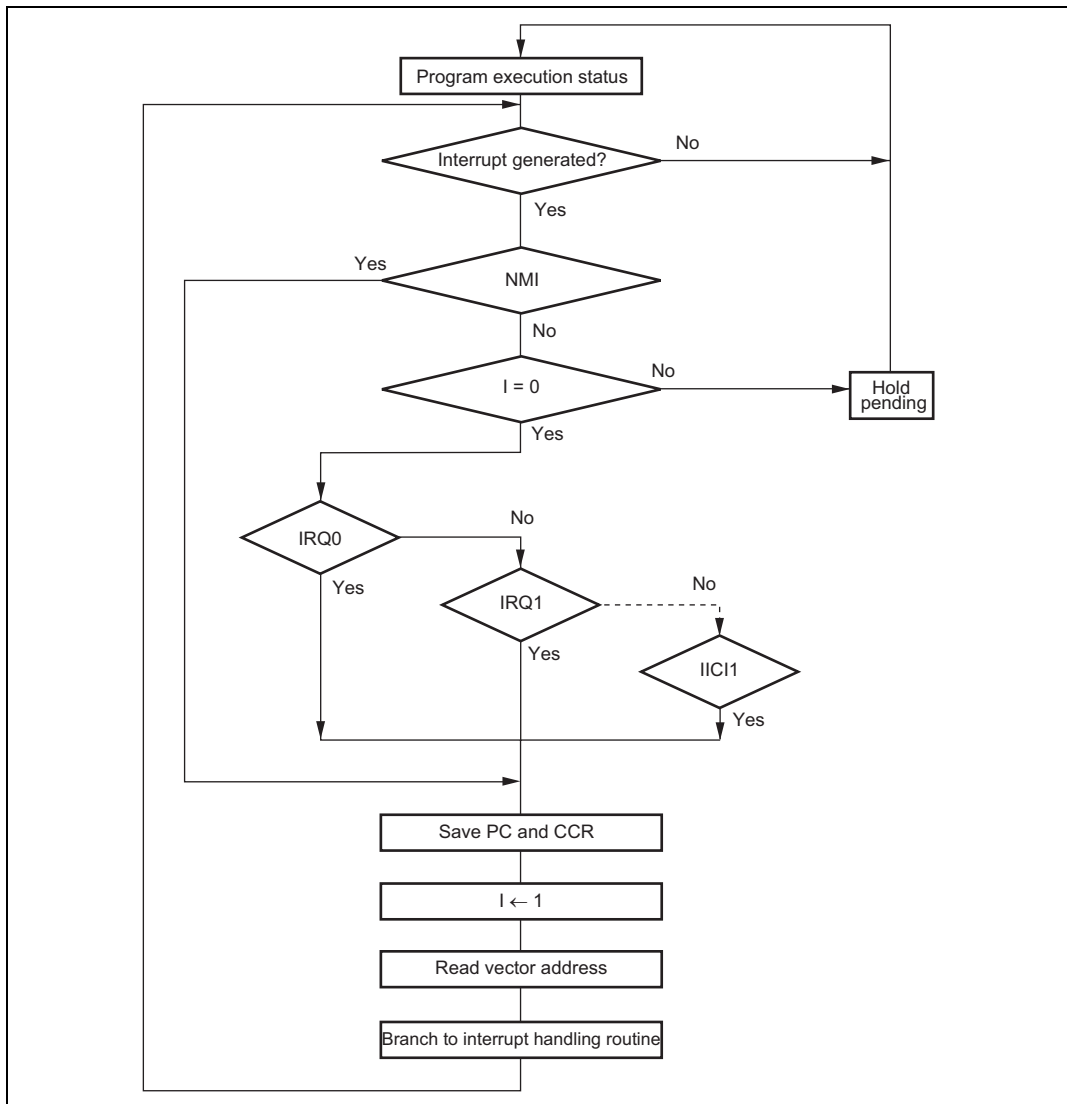 Program execution status
Interrupt generated?
No
Yes
Yes
NMI
No
I = 0
No
Hold
pending
Yes
IRQ0
No
Yes
IRQ1
No
Yes
IICI1
Yes
Save PC and CCR
I ← 1
Read vector address
Branch to interrupt handling routine